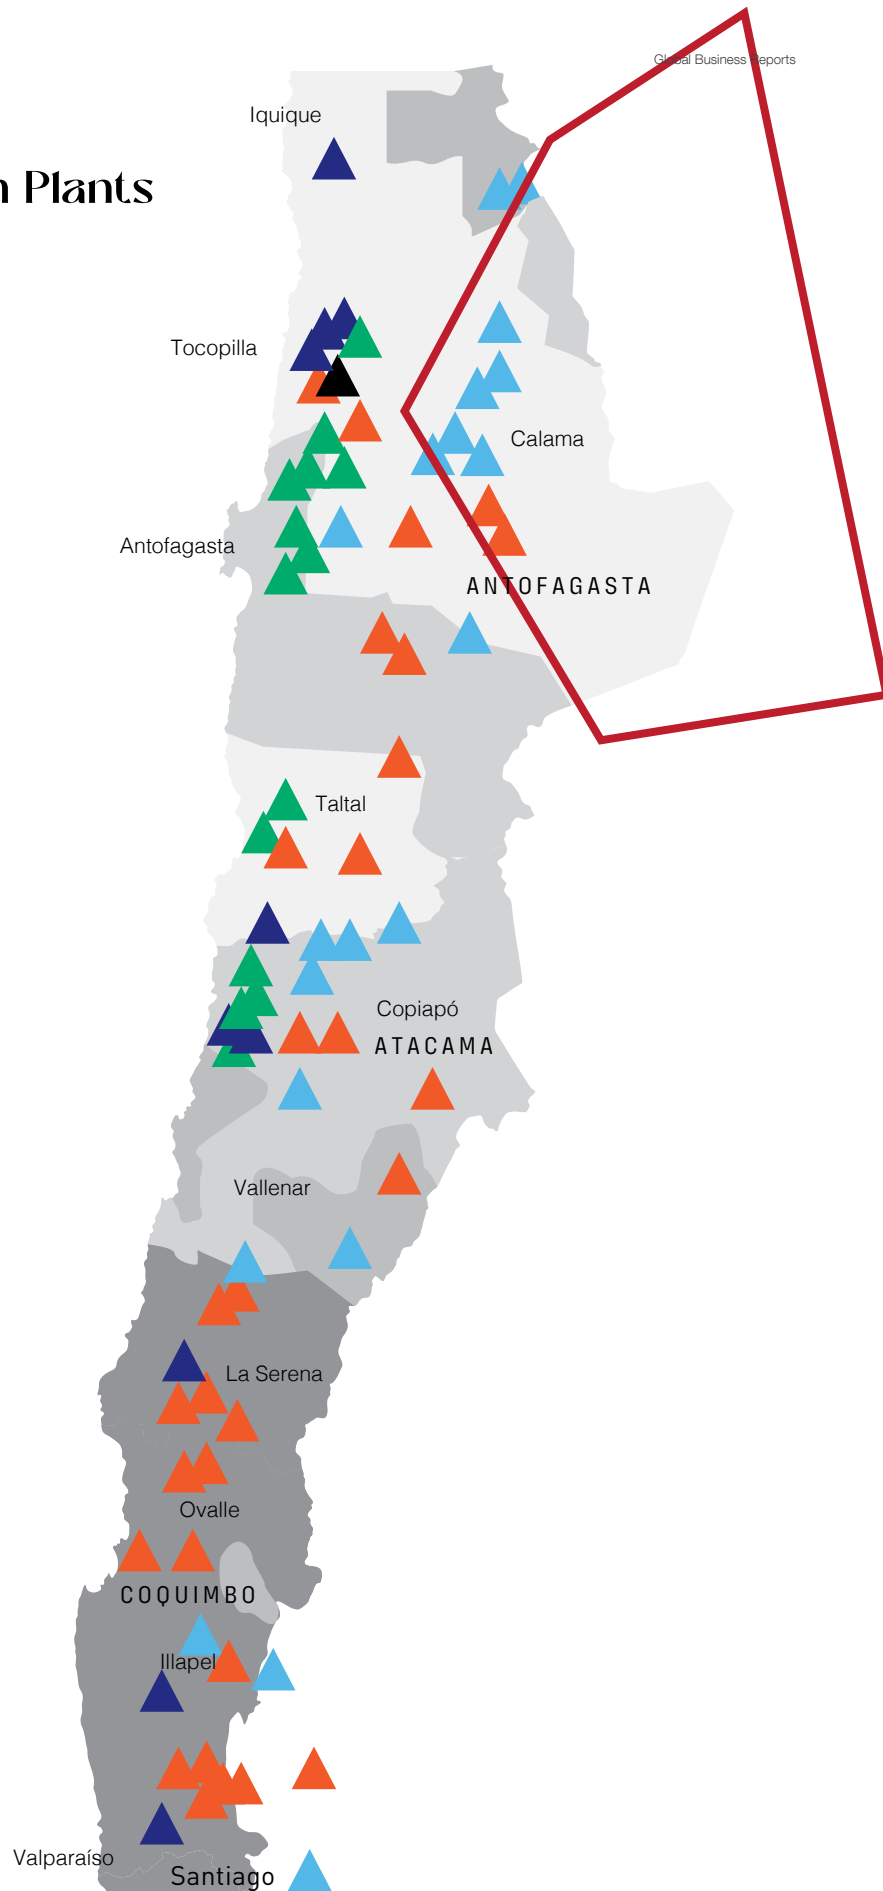 Global Business Reports
Iquique
n Plants
Tocopilla
Calama
Antofagasta
ANTOFAGASTA
Taltal
Copiapó
ATACAMA
Vallenar
La Serena
Ovalle
COQUIMBO
Illapel
Valparaíso
Santiago